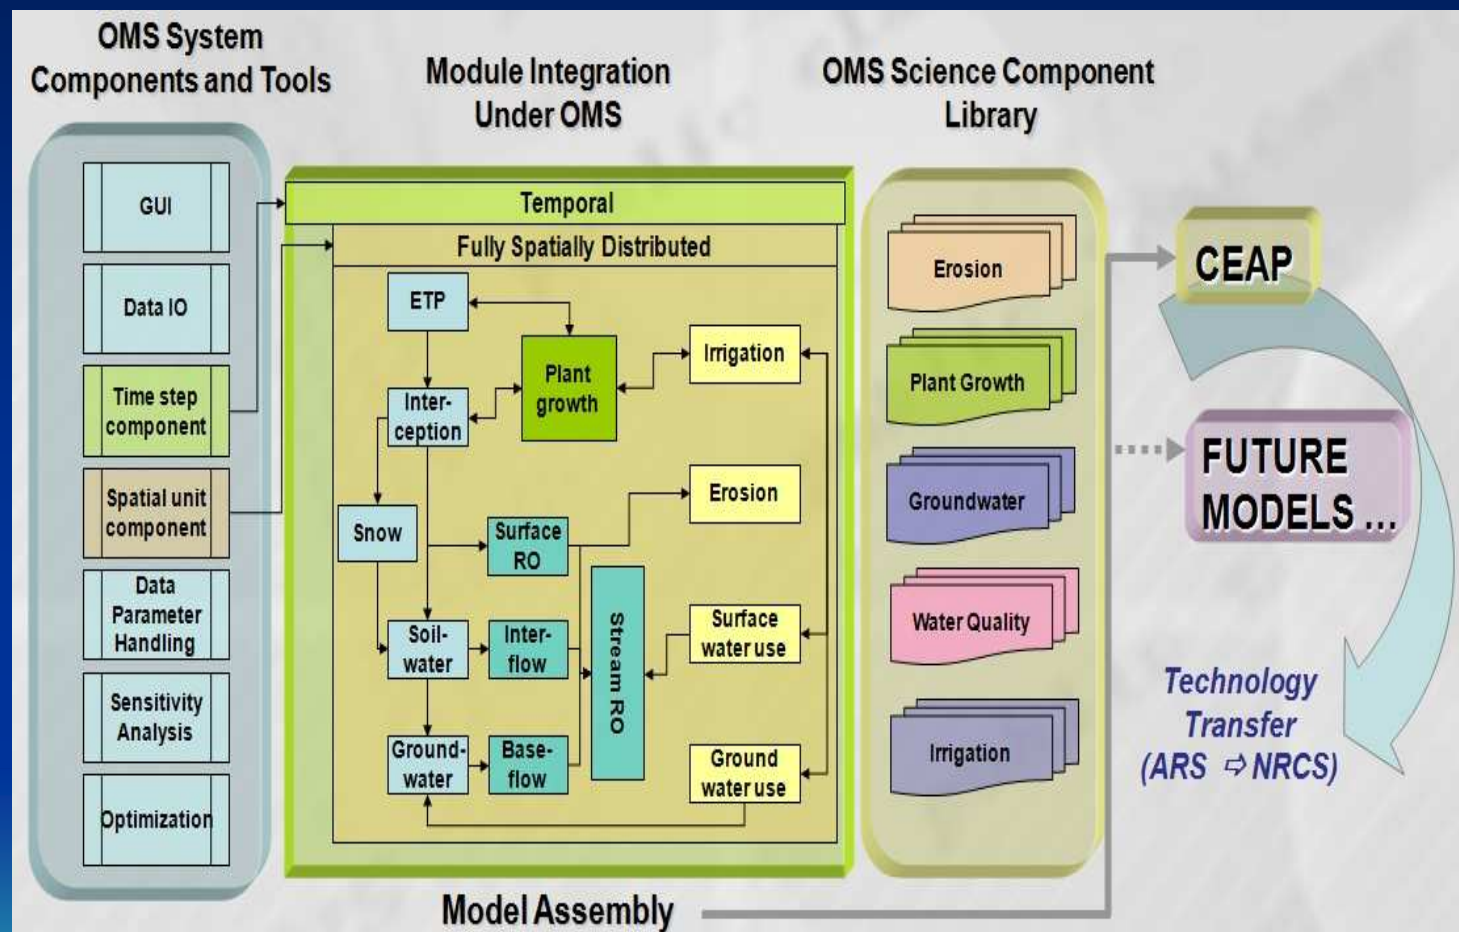 OMS System
Components and Tools
Module Integration
Under OMS
OMS Science Component
Library
GUI
Data IO
Time step
component
Spatial unit
component
Data
Parameter
Handling
Sensitivity
Analysis
Optimization
Temporal
Fully Spatially Distributed
ETP
Plant
growth
Irrigation
Inter-
ception
Erosion
Snow
Surface
RO
Stream RO
Soil-
water
Inter-
flow
Surface
water use
Ground-
water
Base-
flow
Ground
water use
Erosion
Plant Growth
Groundwater
Water Quality
Irrigation
CEAP
FUTURE
MODELS ...
Technology
Transfer
(ARS ⇨ NRCS)
Model Assembly